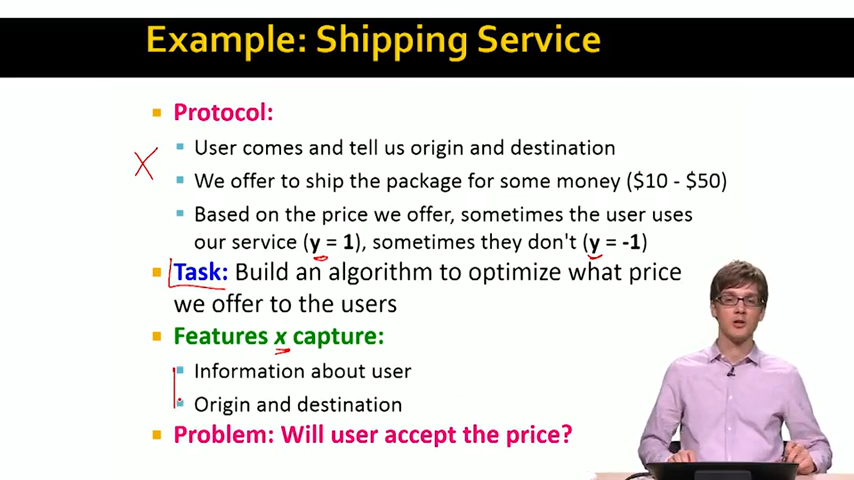 Example: Shipping Service
Protocol:
User comes and tell us origin and destination
We offer to ship the package for some money ($10 - $50)
Based on the price we offer, sometimes the user uses
our service (y = 1), sometimes they don't (y = -1)
Task: Build an algorithm to optimize what price
we offer to the users
Features x capture:
Information about user
Origin and destination
Problem: Will user accept the price?
X